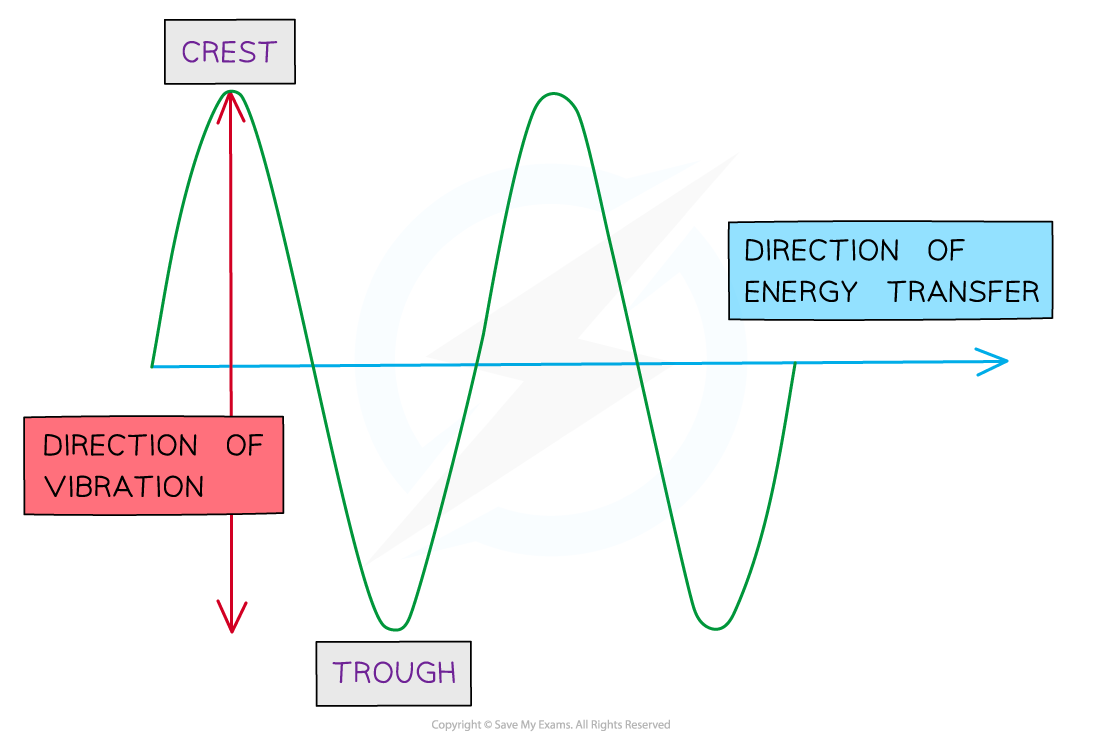 CREST
DIRECTION OF
ENERGY TRANSFER
DIRECTION OF
VIBRATION
TROUGH
Copyright © Save My Exams. All Rights Reserved